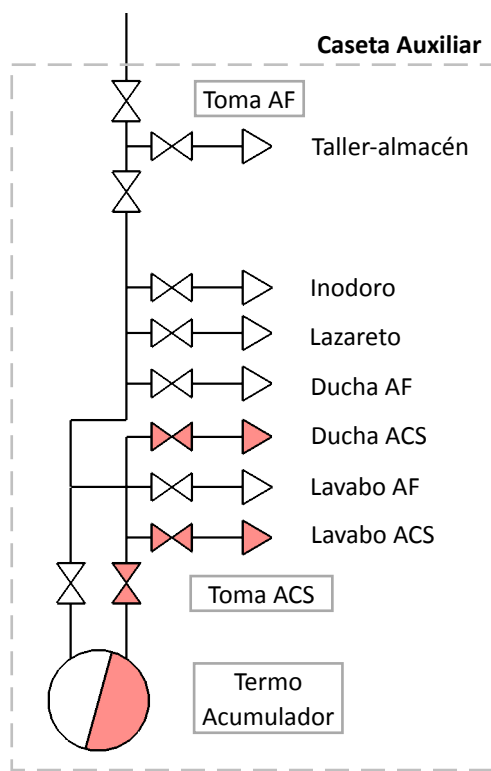 Caseta Auxiliar
Toma AF
Taller-almacén
Inodoro
Lazareto
Ducha AF
Ducha ACS
Lavabo AF
Lavabo ACS
Toma ACS
Termo
Acumulador